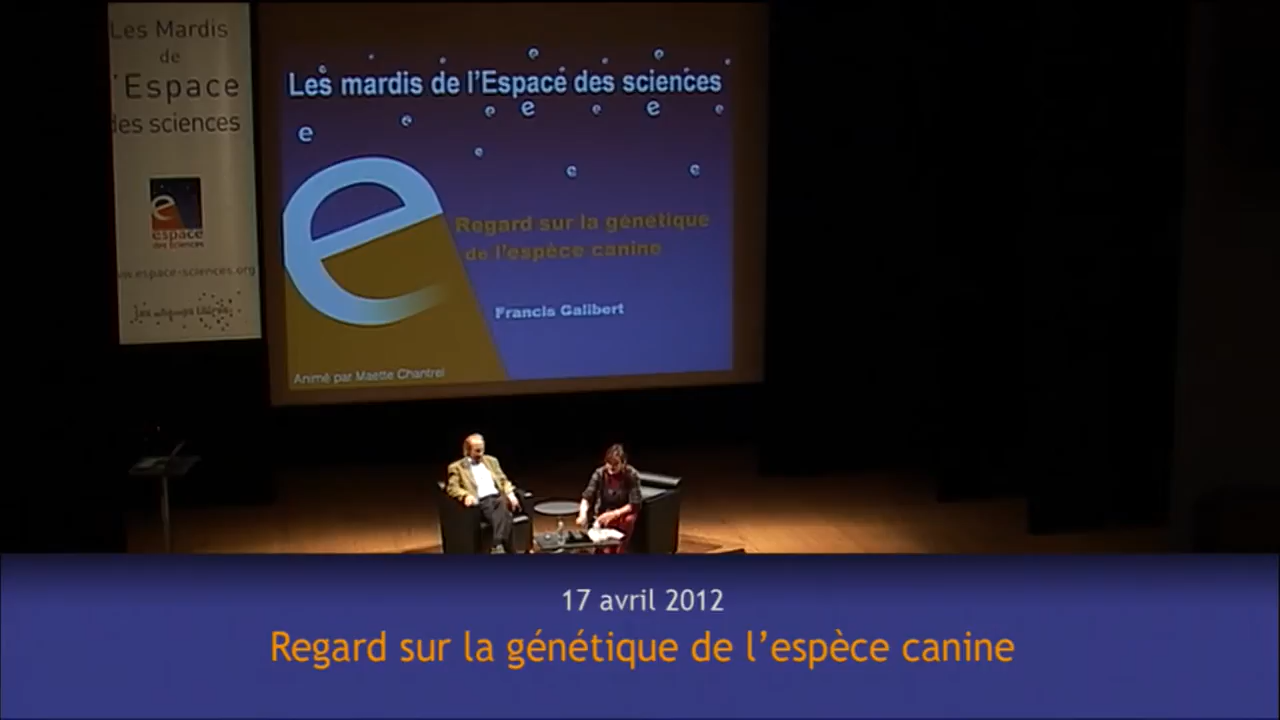 Les Mardis
de
l'Espace
des sciences
e
espace
des sciences
www.espace-sciences.org
Les mardis de l'Espace des sciences
e
Regard sur la génétique
de l'espèce canine
Francis Galibert
Animé par Maette Chantrel
17 avril 2012
Regard sur la génétique de l'espèce canine